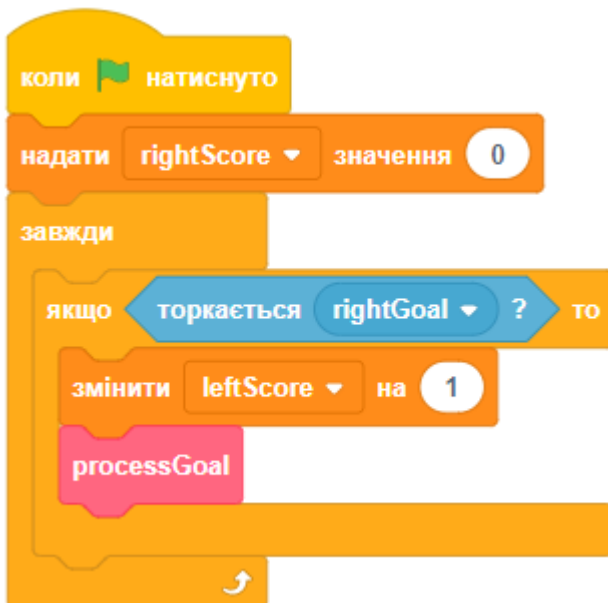 коли натиснуто
надати rightScore значення 0
завжди
якщо торкається rightGoal ? то
змінити leftScore на 1
processGoal